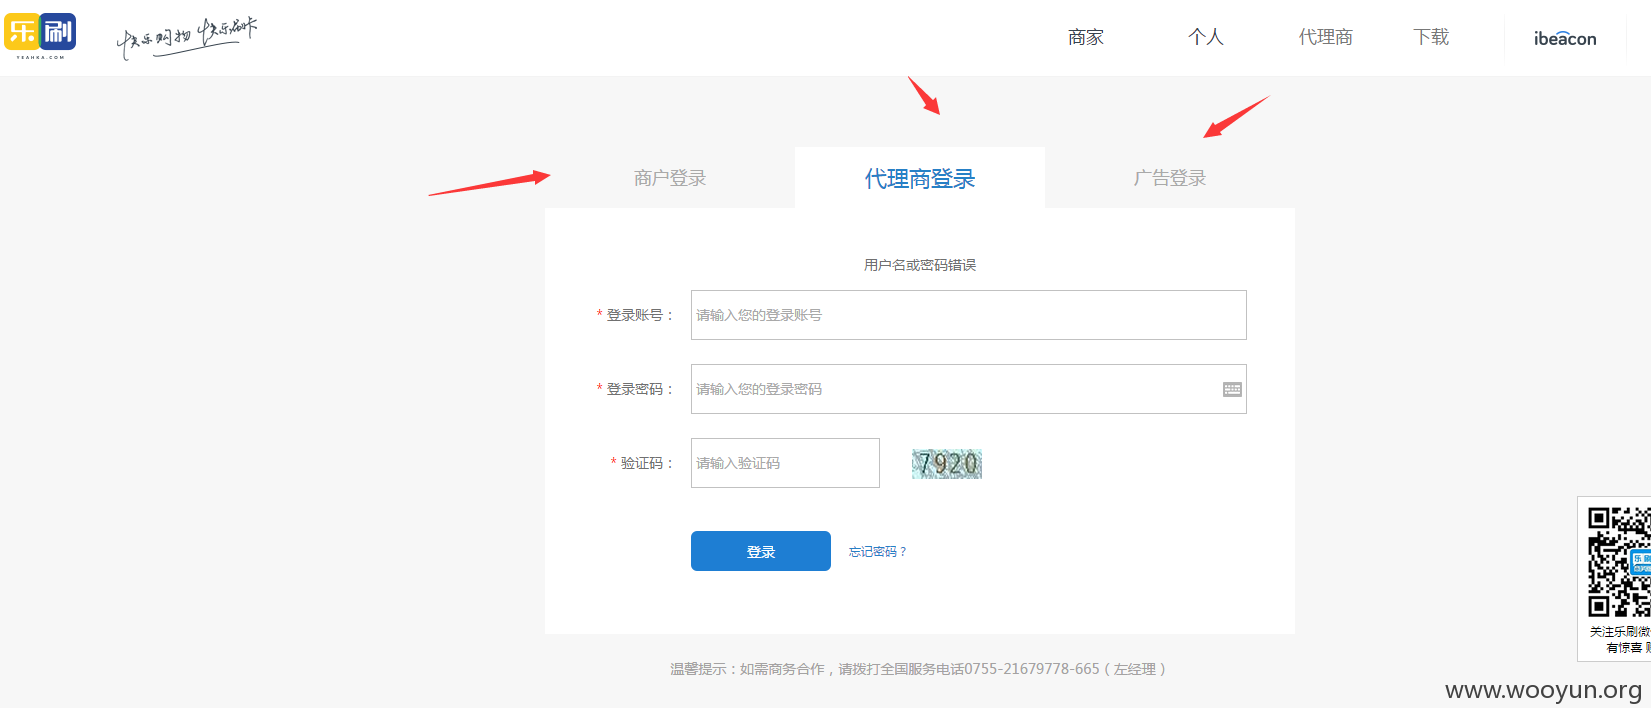 乐刷
YEAHKA.COM
快乐购物 快乐刷卡
商家
个人
代理商
下载
ibeacon
商户登录
代理商登录
广告登录
用户名或密码错误
* 登录账号：
请输入您的登录账号
* 登录密码：
请输入您的登录密码
* 验证码：
请输入验证码
7920
登录
忘记密码？
关注乐刷微
有惊喜
温馨提示：如需商务合作，请拨打全国服务电话0755-21679778-665（左经理）
www.wooyun.org